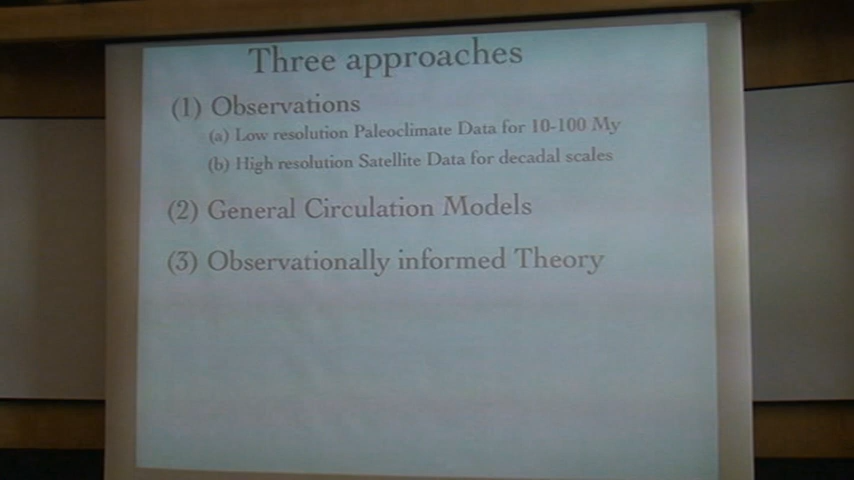 Three approaches
(1) Observations
(a) Low resolution Paleoclimate Data for 10-100 My
(b) High resolution Satellite Data for decadal scales
(2) General Circulation Models
(3) Observationally informed Theory